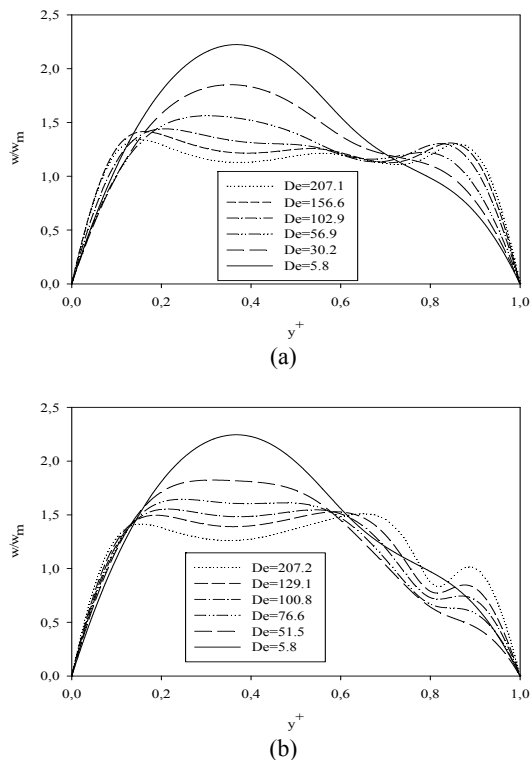 2,5
2,0
1,5
1,0
0,5
0,0
w/w_m
De=207.1
De=156.6
De=102.9
De=56.9
De=30.2
De=5.8
0,0 0,2 0,4 0,6 0,8 1,0
y⁺
(a)
2,5
2,0
1,5
1,0
0,5
0,0
w/w_m
De=207.2
De=129.1
De=100.8
De=76.6
De=51.5
De=5.8
0,0 0,2 0,4 0,6 0,8 1,0
y⁺
(b)